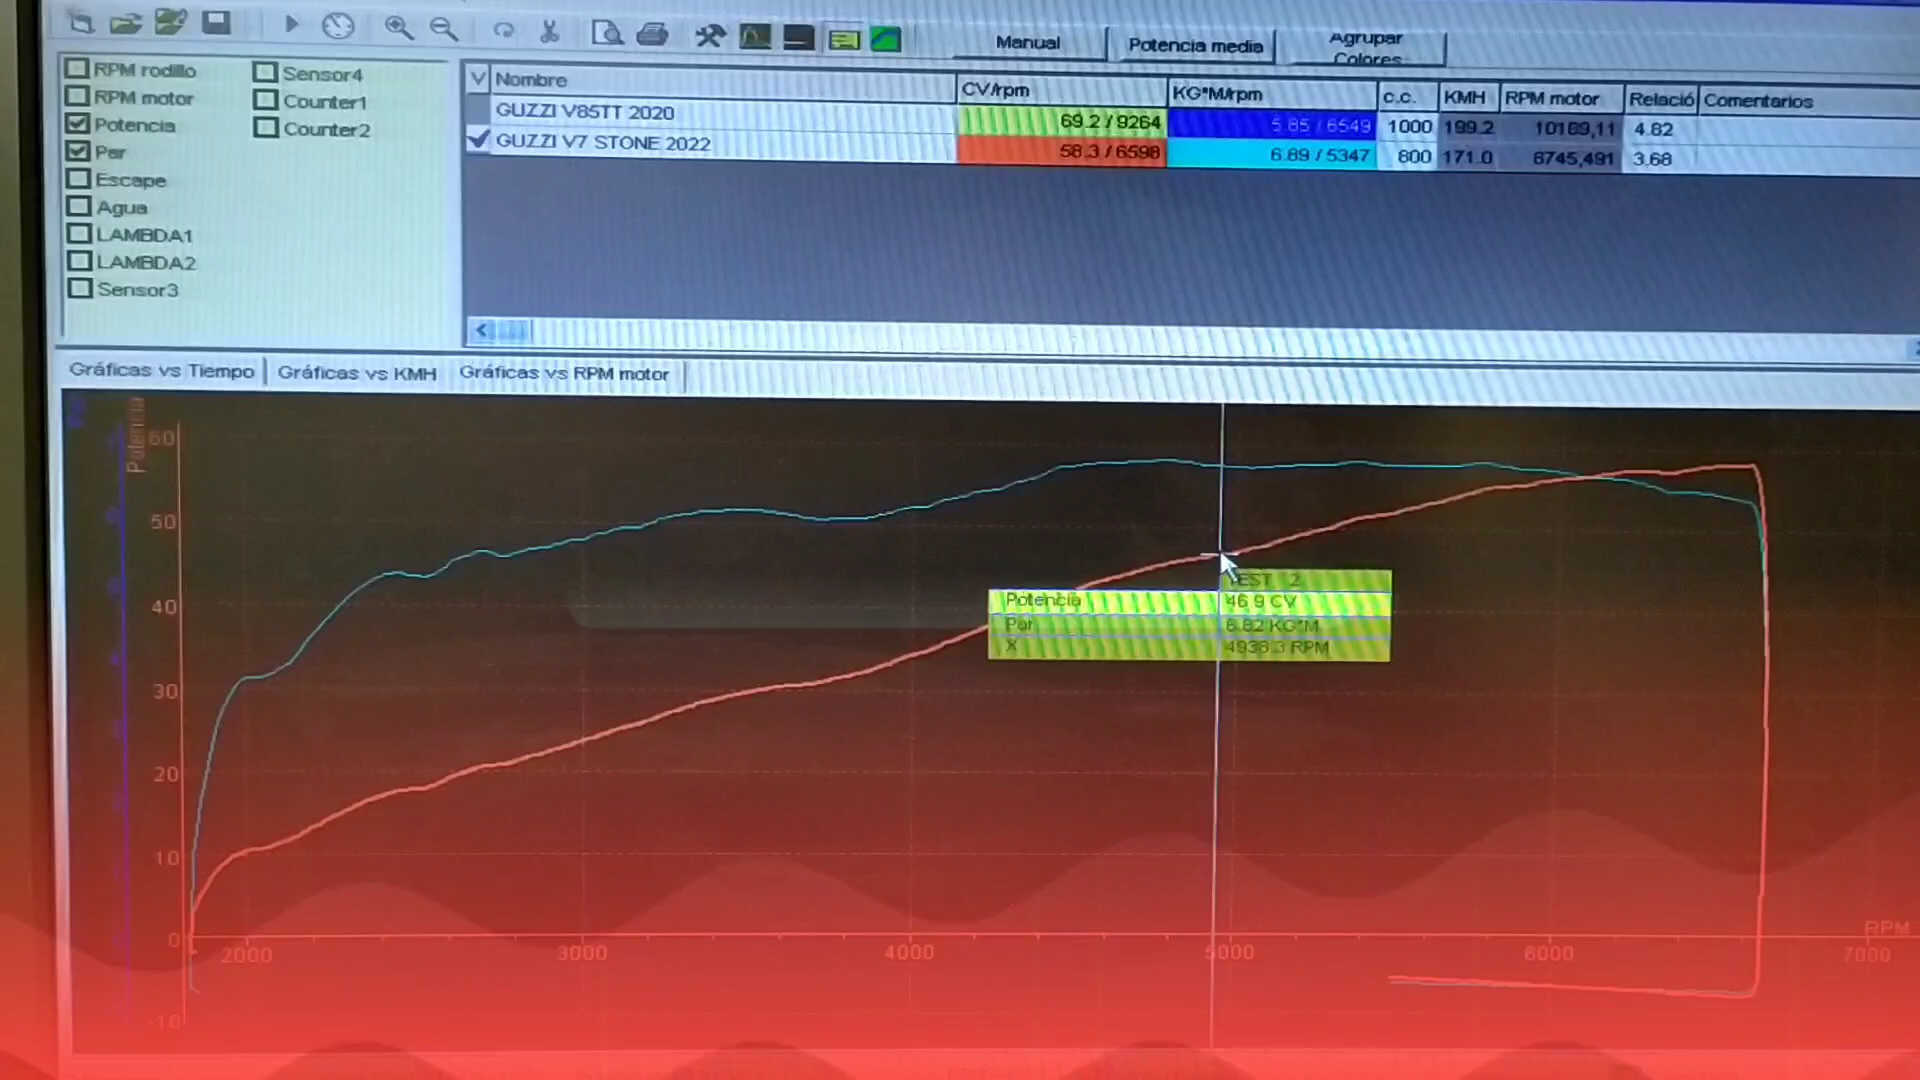 Manual
Potencia media
Agrupar Colores
RPM rodillo
RPM motor
Potencia
Par
Escape
Agua
LAMBDA1
LAMBDA2
Sensor3
Sensor4
Counter1
Counter2
V Nombre CV/rpm KG*M/rpm c.c. KMH RPM motor Relació Comentarios
GUZZI V85TT 2020 69.2 / 9264 5.85 / 6549 1000 199.2 10189,11 4.82
GUZZI V7 STONE 2022 58.3 / 6598 6.89 / 5347 800 171.0 6745,491 3.68
Gráficas vs Tiempo
Gráficas vs KMH
Gráficas vs RPM motor
Potencia
60
50
40
30
20
10
0
-10
TEST 2
Potencia 46.9 CV
Par 6.82 KG*M
X 4938.3 RPM
RPM
2000 3000 4000 5000 6000 7000